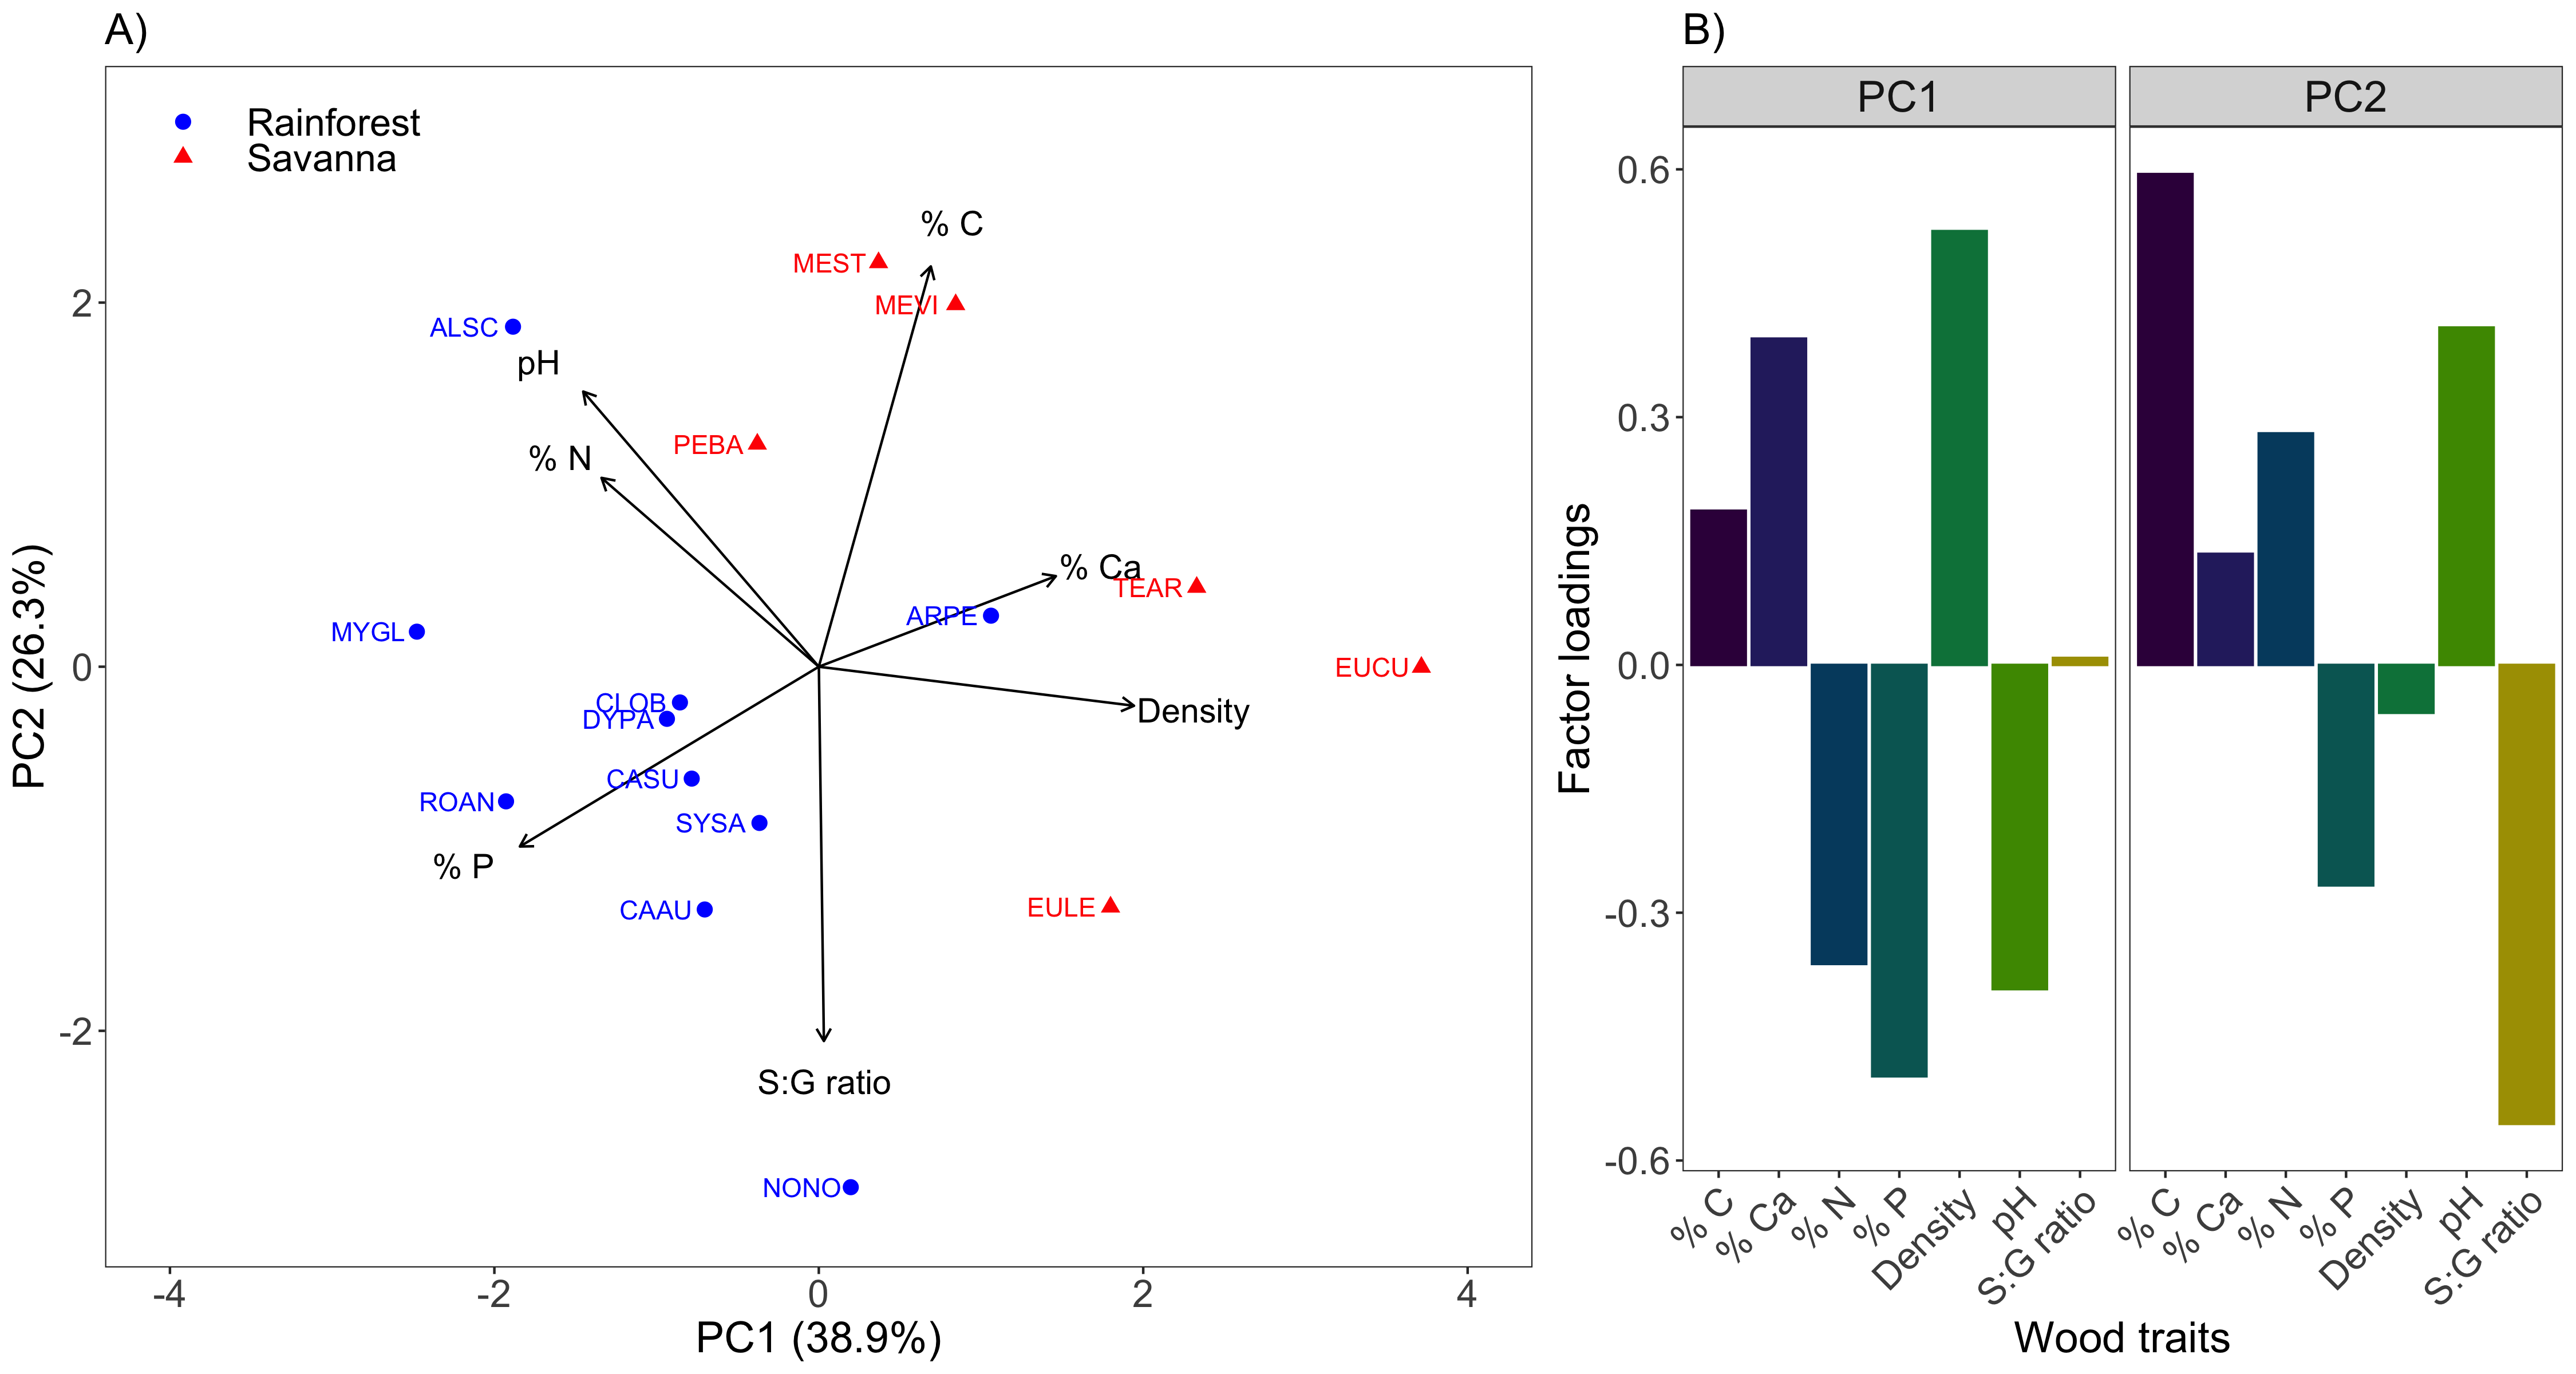 A)
Rainforest
Savanna
% C
MEST
MEVI
ALSC
pH
PEBA
% N
% Ca
TEAR
ARPE
MYGL
EUCU
CLOB
DYPA
Density
CASU
ROAN
SYSA
% P
CAAU
EULE
S:G ratio
NONO
2
0
-2
-4 -2 0 2 4
PC1 (38.9%)
PC2 (26.3%)
B)
PC1 PC2
0.6
0.3
0.0
-0.3
-0.6
Factor loadings
% C % Ca % N % P Density pH S:G ratio % C % Ca % N % P Density pH S:G ratio
Wood traits